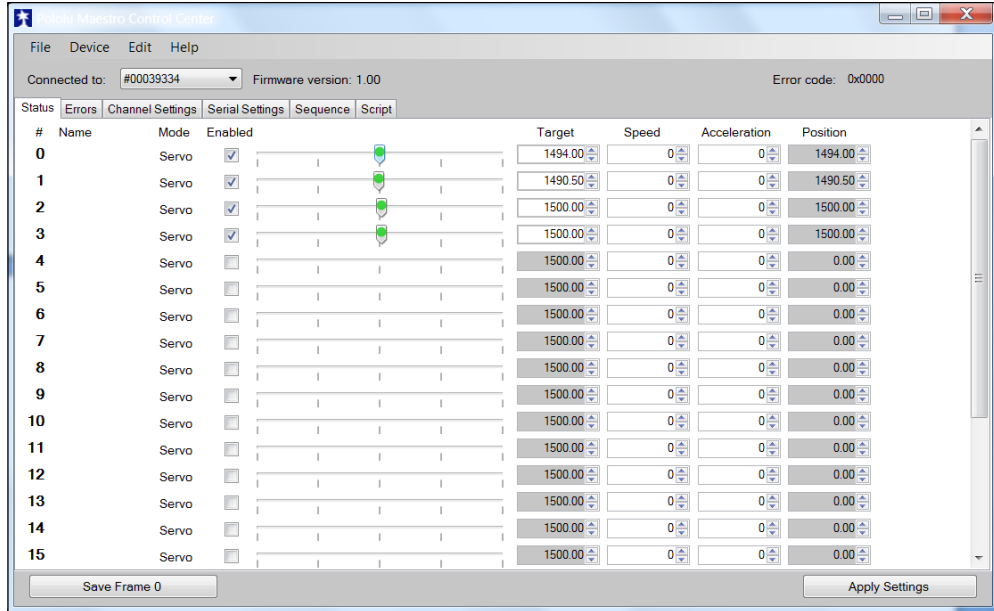 Pololu Maestro Control Center
File Device Edit Help
Connected to: #00039334 Firmware version: 1.00 Error code: 0x0000
Status Errors Channel Settings Serial Settings Sequence Script
# Name Mode Enabled Target Speed Acceleration Position
0 Servo 1494.00 0 0 1494.00
1 Servo 1490.50 0 0 1490.50
2 Servo 1500.00 0 0 1500.00
3 Servo 1500.00 0 0 1500.00
4 Servo 1500.00 0 0 0.00
5 Servo 1500.00 0 0 0.00
6 Servo 1500.00 0 0 0.00
7 Servo 1500.00 0 0 0.00
8 Servo 1500.00 0 0 0.00
9 Servo 1500.00 0 0 0.00
10 Servo 1500.00 0 0 0.00
11 Servo 1500.00 0 0 0.00
12 Servo 1500.00 0 0 0.00
13 Servo 1500.00 0 0 0.00
14 Servo 1500.00 0 0 0.00
15 Servo 1500.00 0 0 0.00
Save Frame 0 Apply Settings